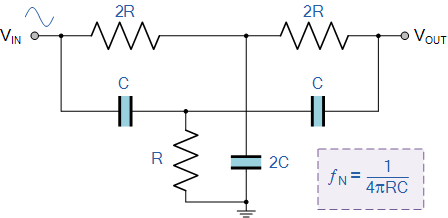 2R
2R
VIN
VOUT
C
C
R
2C
fN = 1/4πRC